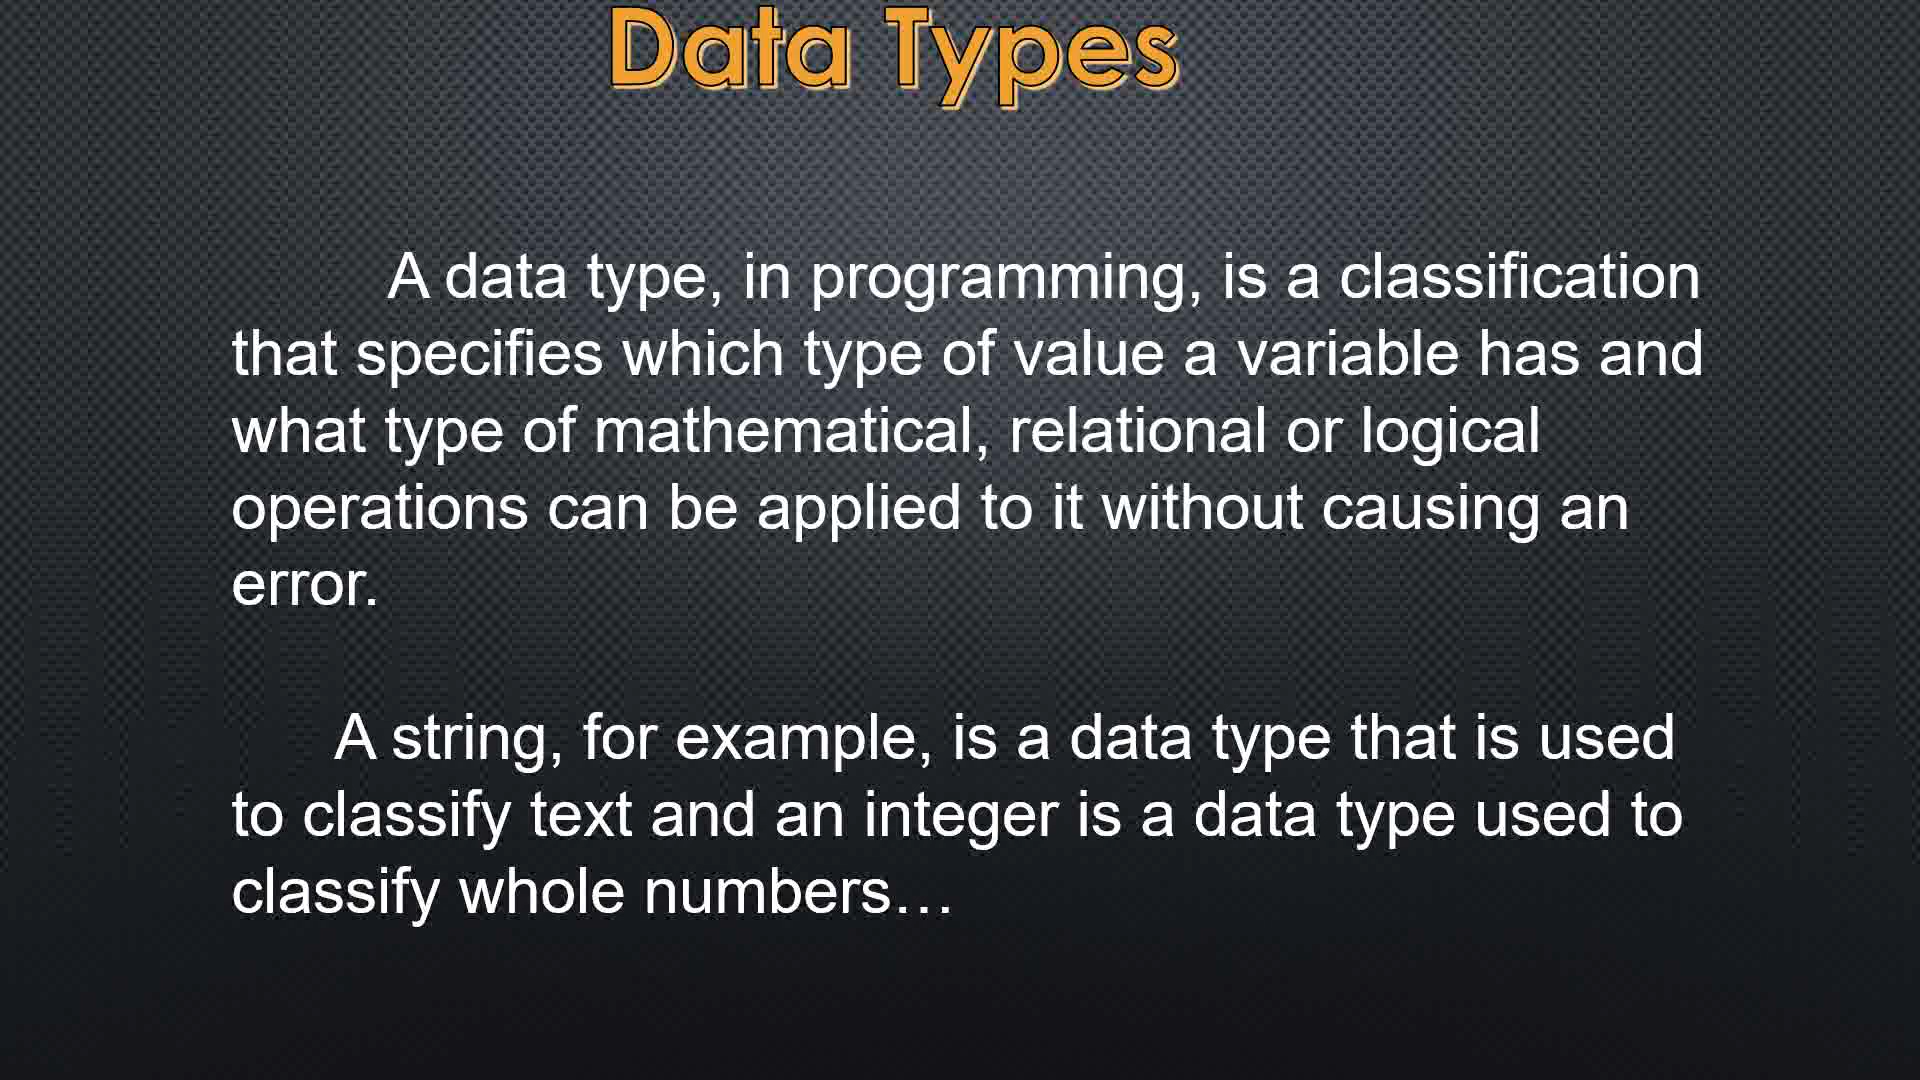 Data Types
A data type, in programming, is a classification
that specifies which type of value a variable has and
what type of mathematical, relational or logical
operations can be applied to it without causing an
error.
A string, for example, is a data type that is used
to classify text and an integer is a data type used to
classify whole numbers…